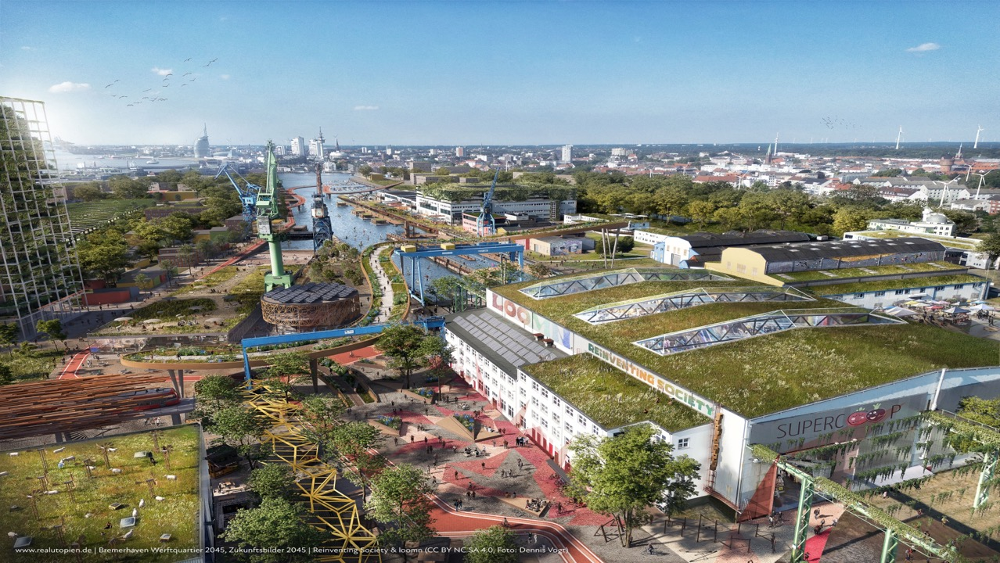 LOOM
REINVENTING SOCIETY
SUPERCOOP
www.realutopien.de | Bremerhaven Werftquartier 2045, Zukunftsbilder 2045 | Reinventing Society & loomn (CC BY NC SA 4.0, Foto: Dennis Vogt)